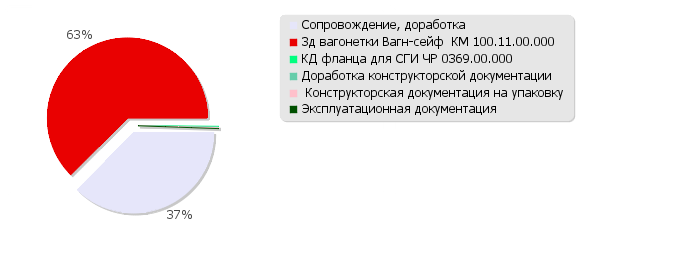 63%
37%
Сопровождение, доработка
3д вагонетки Вагн-сейф КМ 100.11.00.000
КД фланца для СГИ ЧР 0369.00.000
Доработка конструкторской документации
Конструкторская документация на упаковку
Эксплуатационная документация